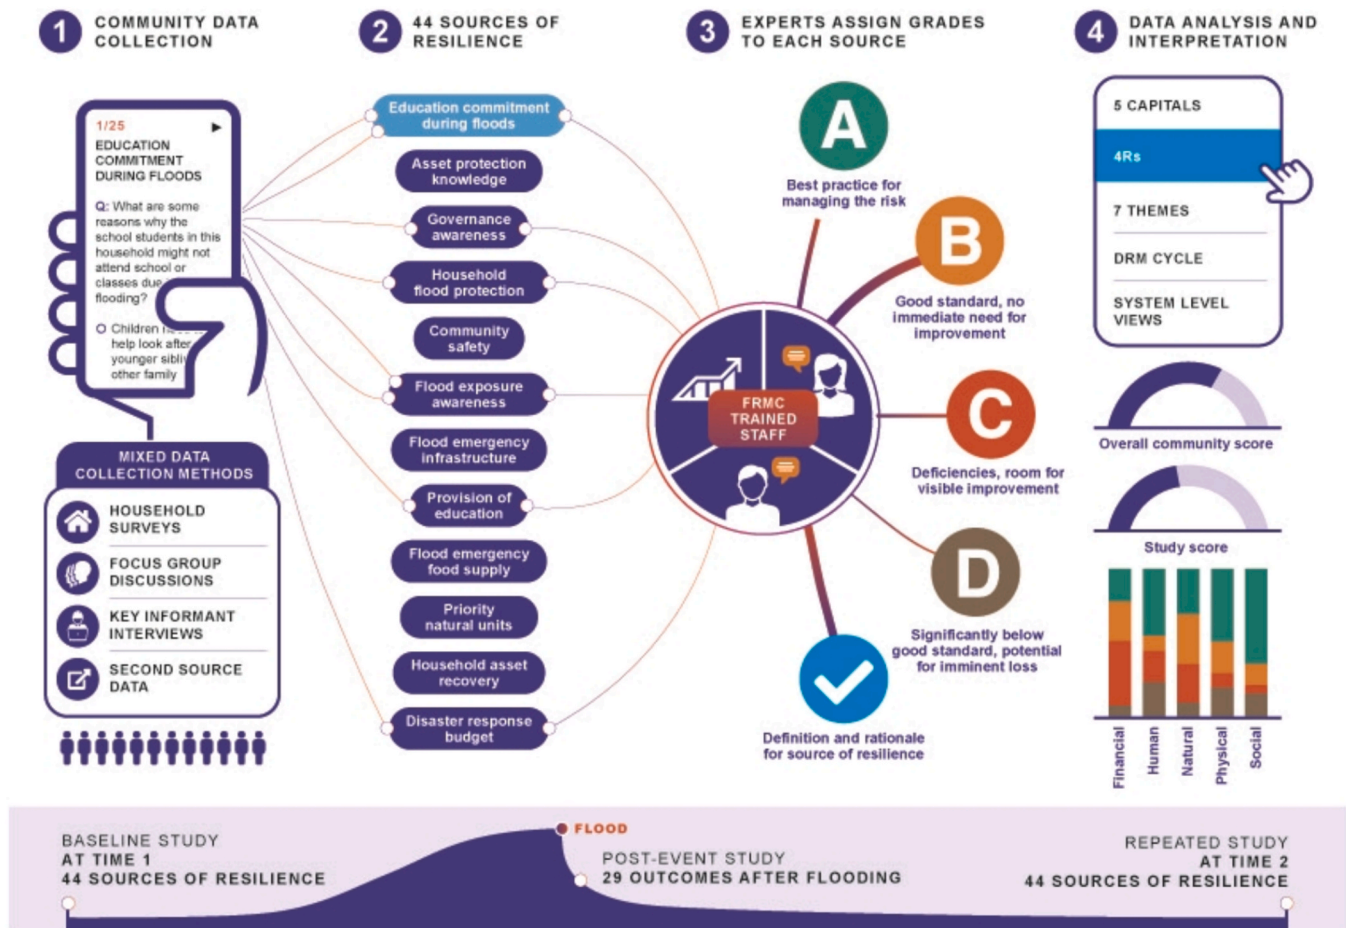 1
COMMUNITY DATA
COLLECTION
1/25
EDUCATION
COMMITMENT
DURING FLOODS
Q: What are some
reasons why the
school students in this
household might not
attend school or
classes due
flooding?
Children
help look after
younger
other family
MIXED DATA
COLLECTION METHODS
HOUSEHOLD
SURVEYS
FOCUS GROUP
DISCUSSIONS
KEY INFORMANT
INTERVIEWS
SECOND SOURCE
DATA
2
44 SOURCES OF
RESILIENCE
Education commitment
during floods
Asset protection
knowledge
Governance
awareness
Household
flood protection
Community
safety
Flood exposure
awareness
Flood emergency
infrastructure
Provision of
education
Flood emergency
food supply
Priority
natural units
Household asset
recovery
Disaster response
budget
3
EXPERTS ASSIGN GRADES
TO EACH SOURCE
FRMC
TRAINED
STAFF
A
Best practice for
managing the risk
B
Good standard, no
immediate need for
improvement
C
Deficiencies, room for
visible improvement
D
Significantly below
good standard, potential
for imminent loss
Definition and rationale
for source of resilience
4
DATA ANALYSIS AND
INTERPRETATION
5 CAPITALS
4Rs
7 THEMES
DRM CYCLE
SYSTEM LEVEL
VIEWS
Overall community score
Study score
Financial
Human
Natural
Physical
Social
BASELINE STUDY
AT TIME 1
44 SOURCES OF RESILIENCE
FLOOD
POST-EVENT STUDY
29 OUTCOMES AFTER FLOODING
REPEATED STUDY
AT TIME 2
44 SOURCES OF RESILIENCE